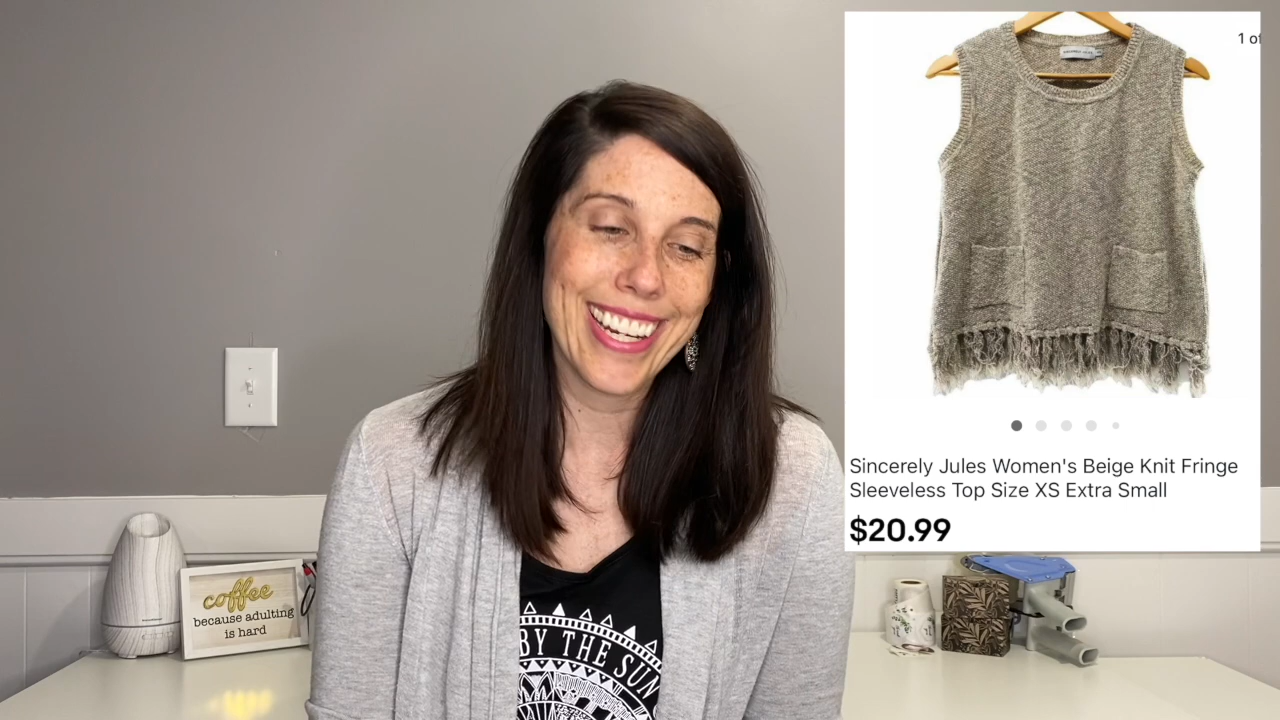 1 of
Sincerely Jules Women's Beige Knit Fringe
Sleeveless Top Size XS Extra Small
$20.99
coffee
because adulting
is hard
BY THE SUN